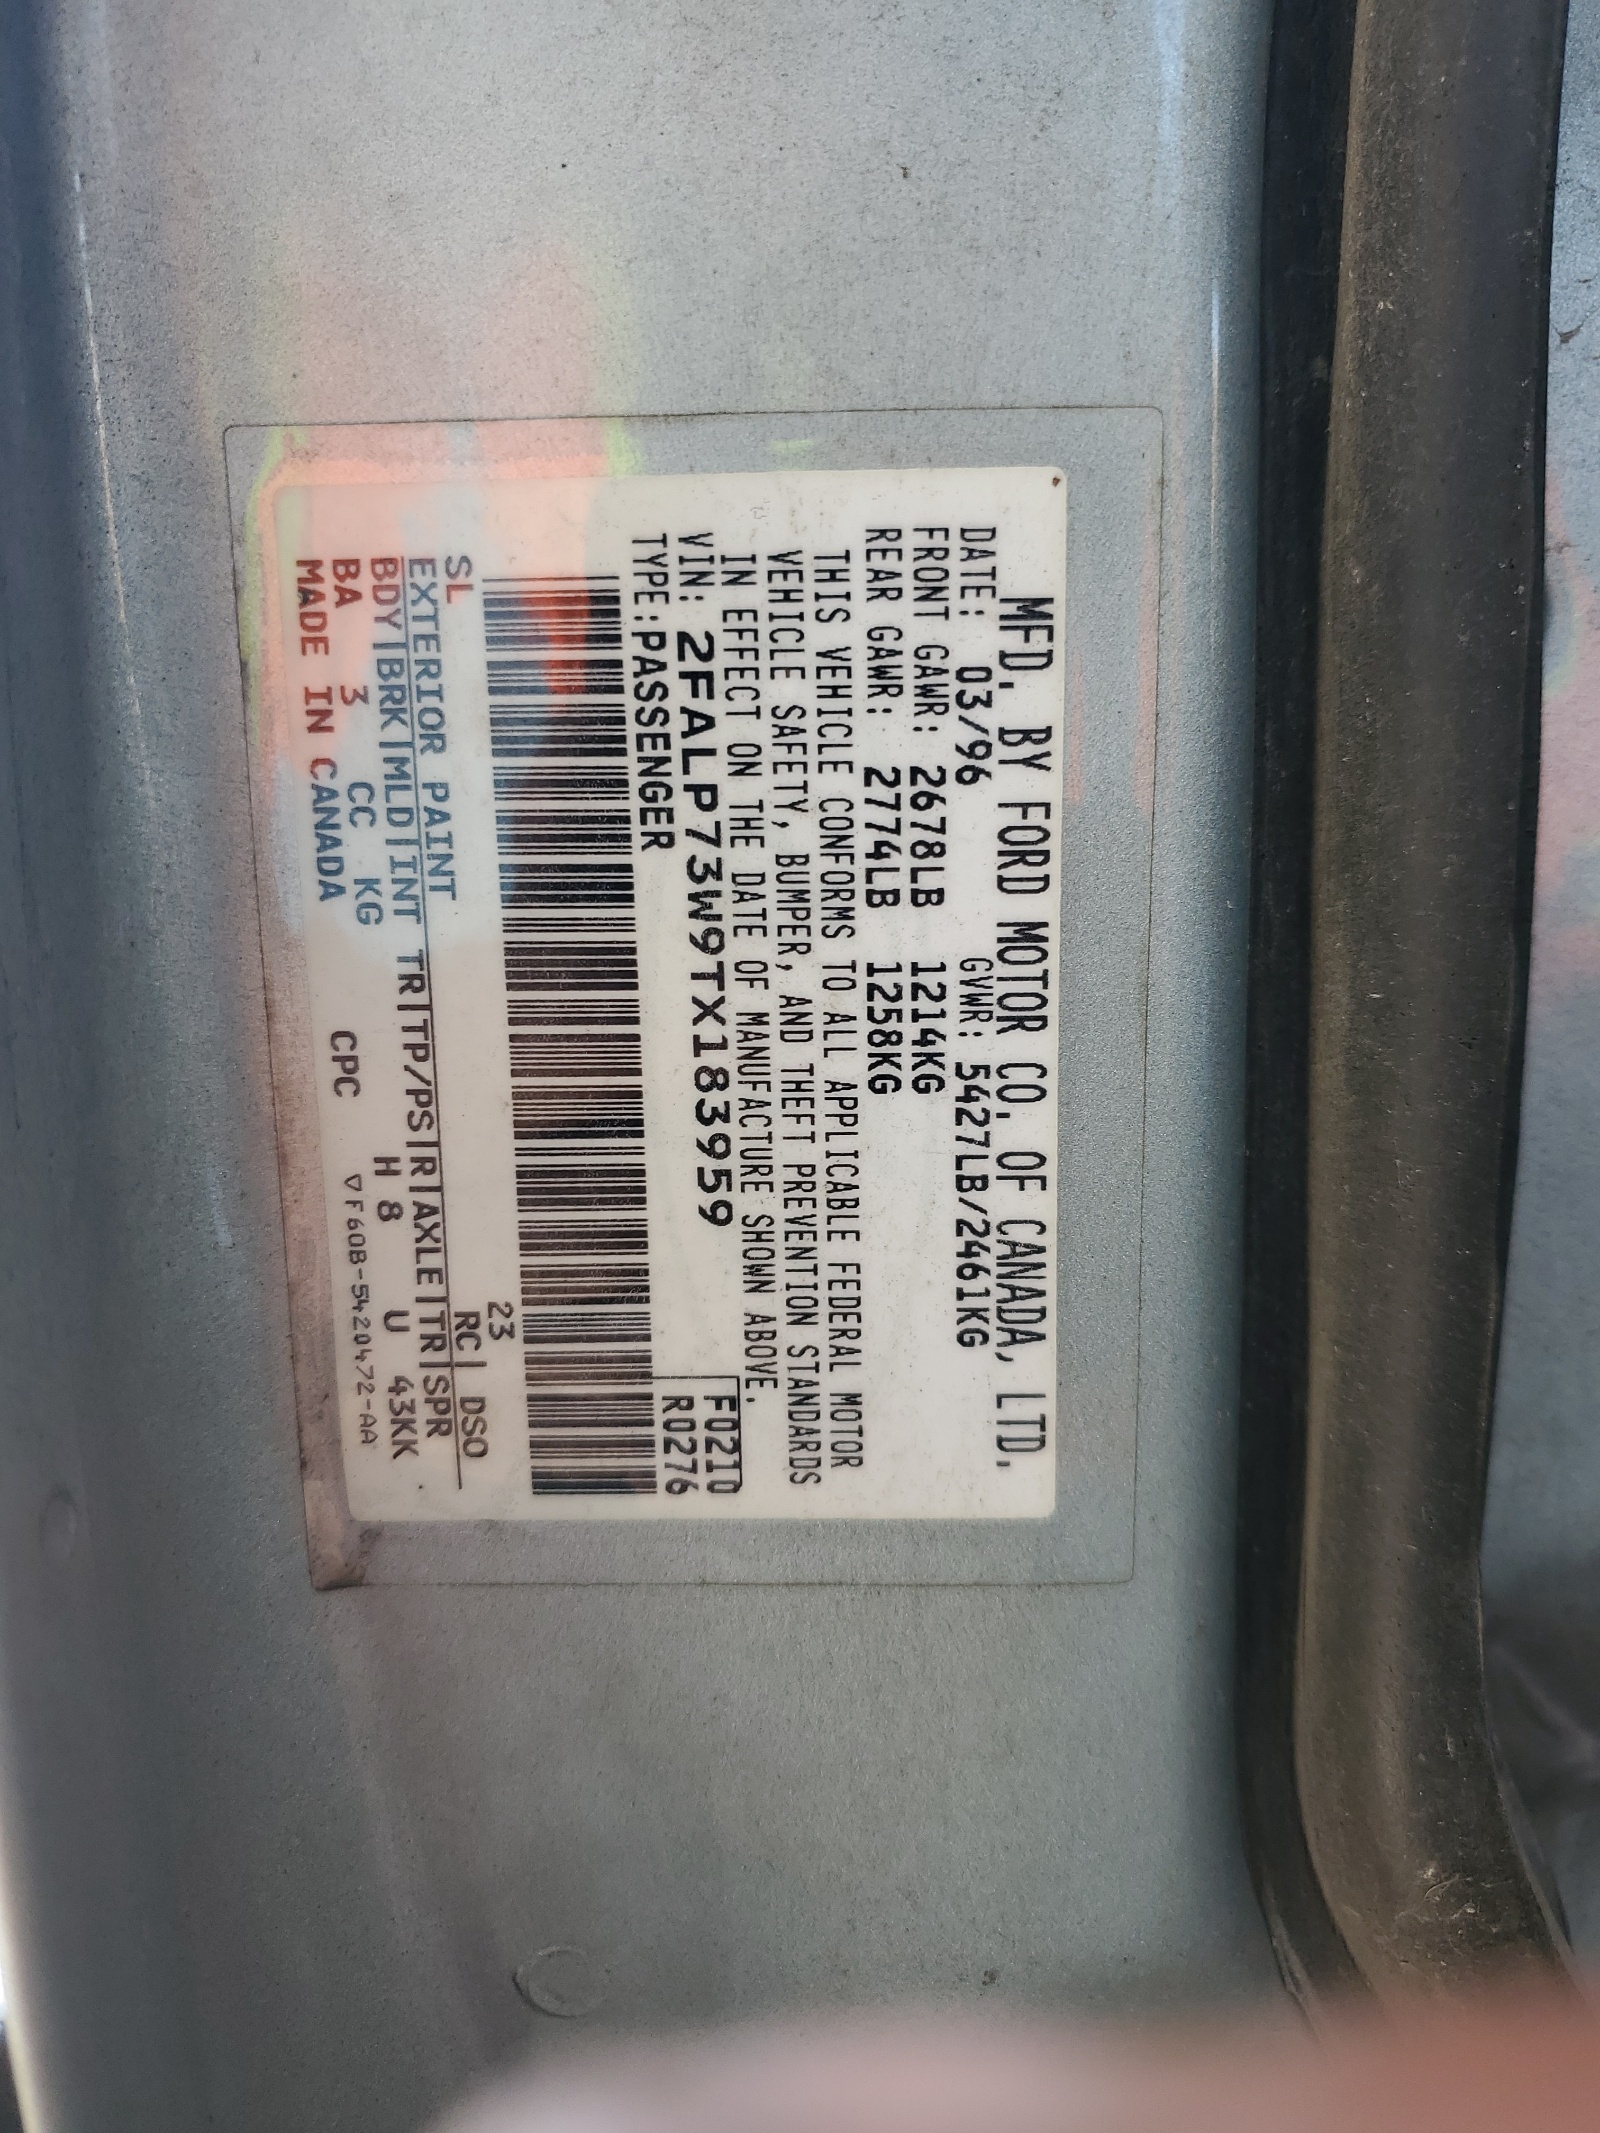 MFD. BY FORD MOTOR CO. OF CANADA, LTD.
DATE: 03/96 GVWR: 5427LB/2461KG
FRONT GAWR: 2678LB 1214KG
REAR GAWR: 2774LB 1258KG
THIS VEHICLE CONFORMS TO ALL APPLICABLE FEDERAL MOTOR
VEHICLE SAFETY, BUMPER, AND THEFT PREVENTION STANDARDS
IN EFFECT ON THE DATE OF MANUFACTURE SHOWN ABOVE.
VIN: 2FALP73W9TX183959 F0210
TYPE:PASSENGER R0276
SL 23
EXTERIOR PAINT RC| DSO
BDY|BRK|MLD|INT TR|TP/PS|R|AXLE|TR|SPR
BA 3 CC KG H 8 U 43KK
MADE IN CANADA CPC ▽F60B-5420472-AA